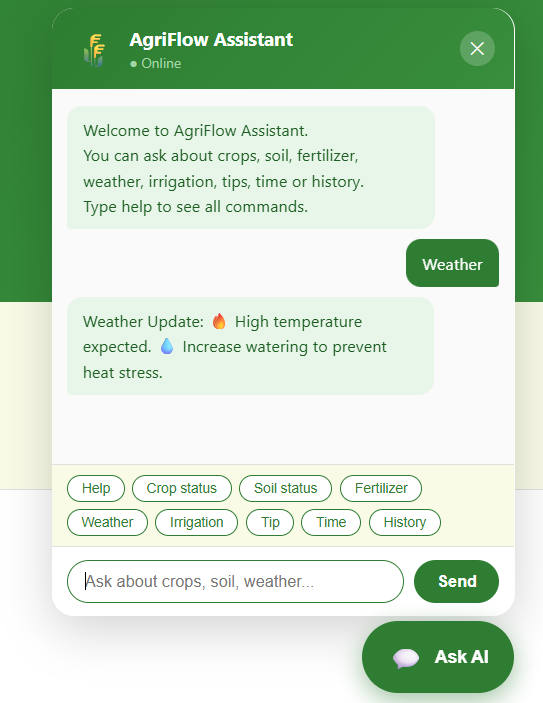 AgriFlow Assistant
● Online
Welcome to AgriFlow Assistant.
You can ask about crops, soil, fertilizer,
weather, irrigation, tips, time or history.
Type help to see all commands.
Weather
Weather Update: 🔥 High temperature
expected. 💧 Increase watering to prevent
heat stress.
Help Crop status Soil status Fertilizer
Weather Irrigation Tip Time History
Ask about crops, soil, weather... Send
💬 Ask AI